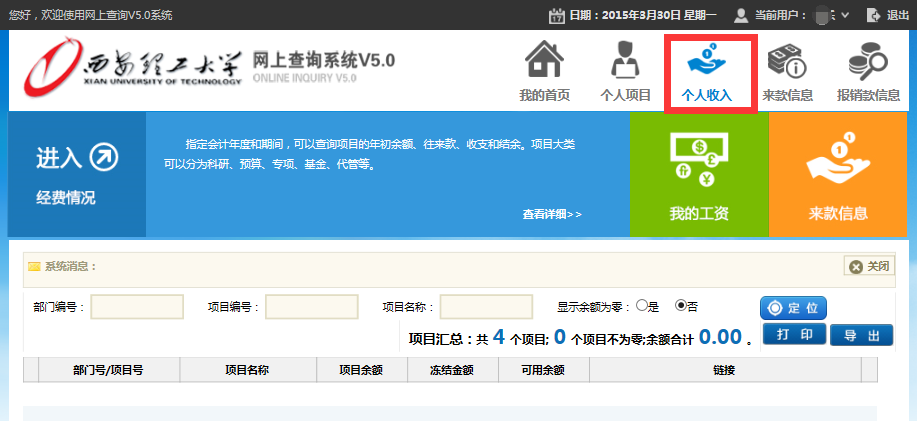 您好，欢迎使用网上查询V5.0系统 日期：2015年3月30日 星期一 当前用户： 退出
西安理工大学 网上查询系统V5.0
XI'AN UNIVERSITY OF TECHNOLOGY ONLINE INQUIRY V5.0
我的首页 个人项目 个人收入 来款信息 报销款信息
进入
经费情况
指定会计年度和期间，可以查询项目的年初余额、往来款、收支和结余。项目大类
可以分为科研、预算、专项、基金、代管等。
查看详细>>
我的工资 来款信息
系统消息： 关闭
部门编号： 项目编号： 项目名称： 显示余额为零： 是 否 定 位
项目汇总：共 4 个项目; 0 个项目不为零;余额合计 0.00 。 打 印 导 出
部门号/项目号 项目名称 项目余额 冻结金额 可用余额 链接